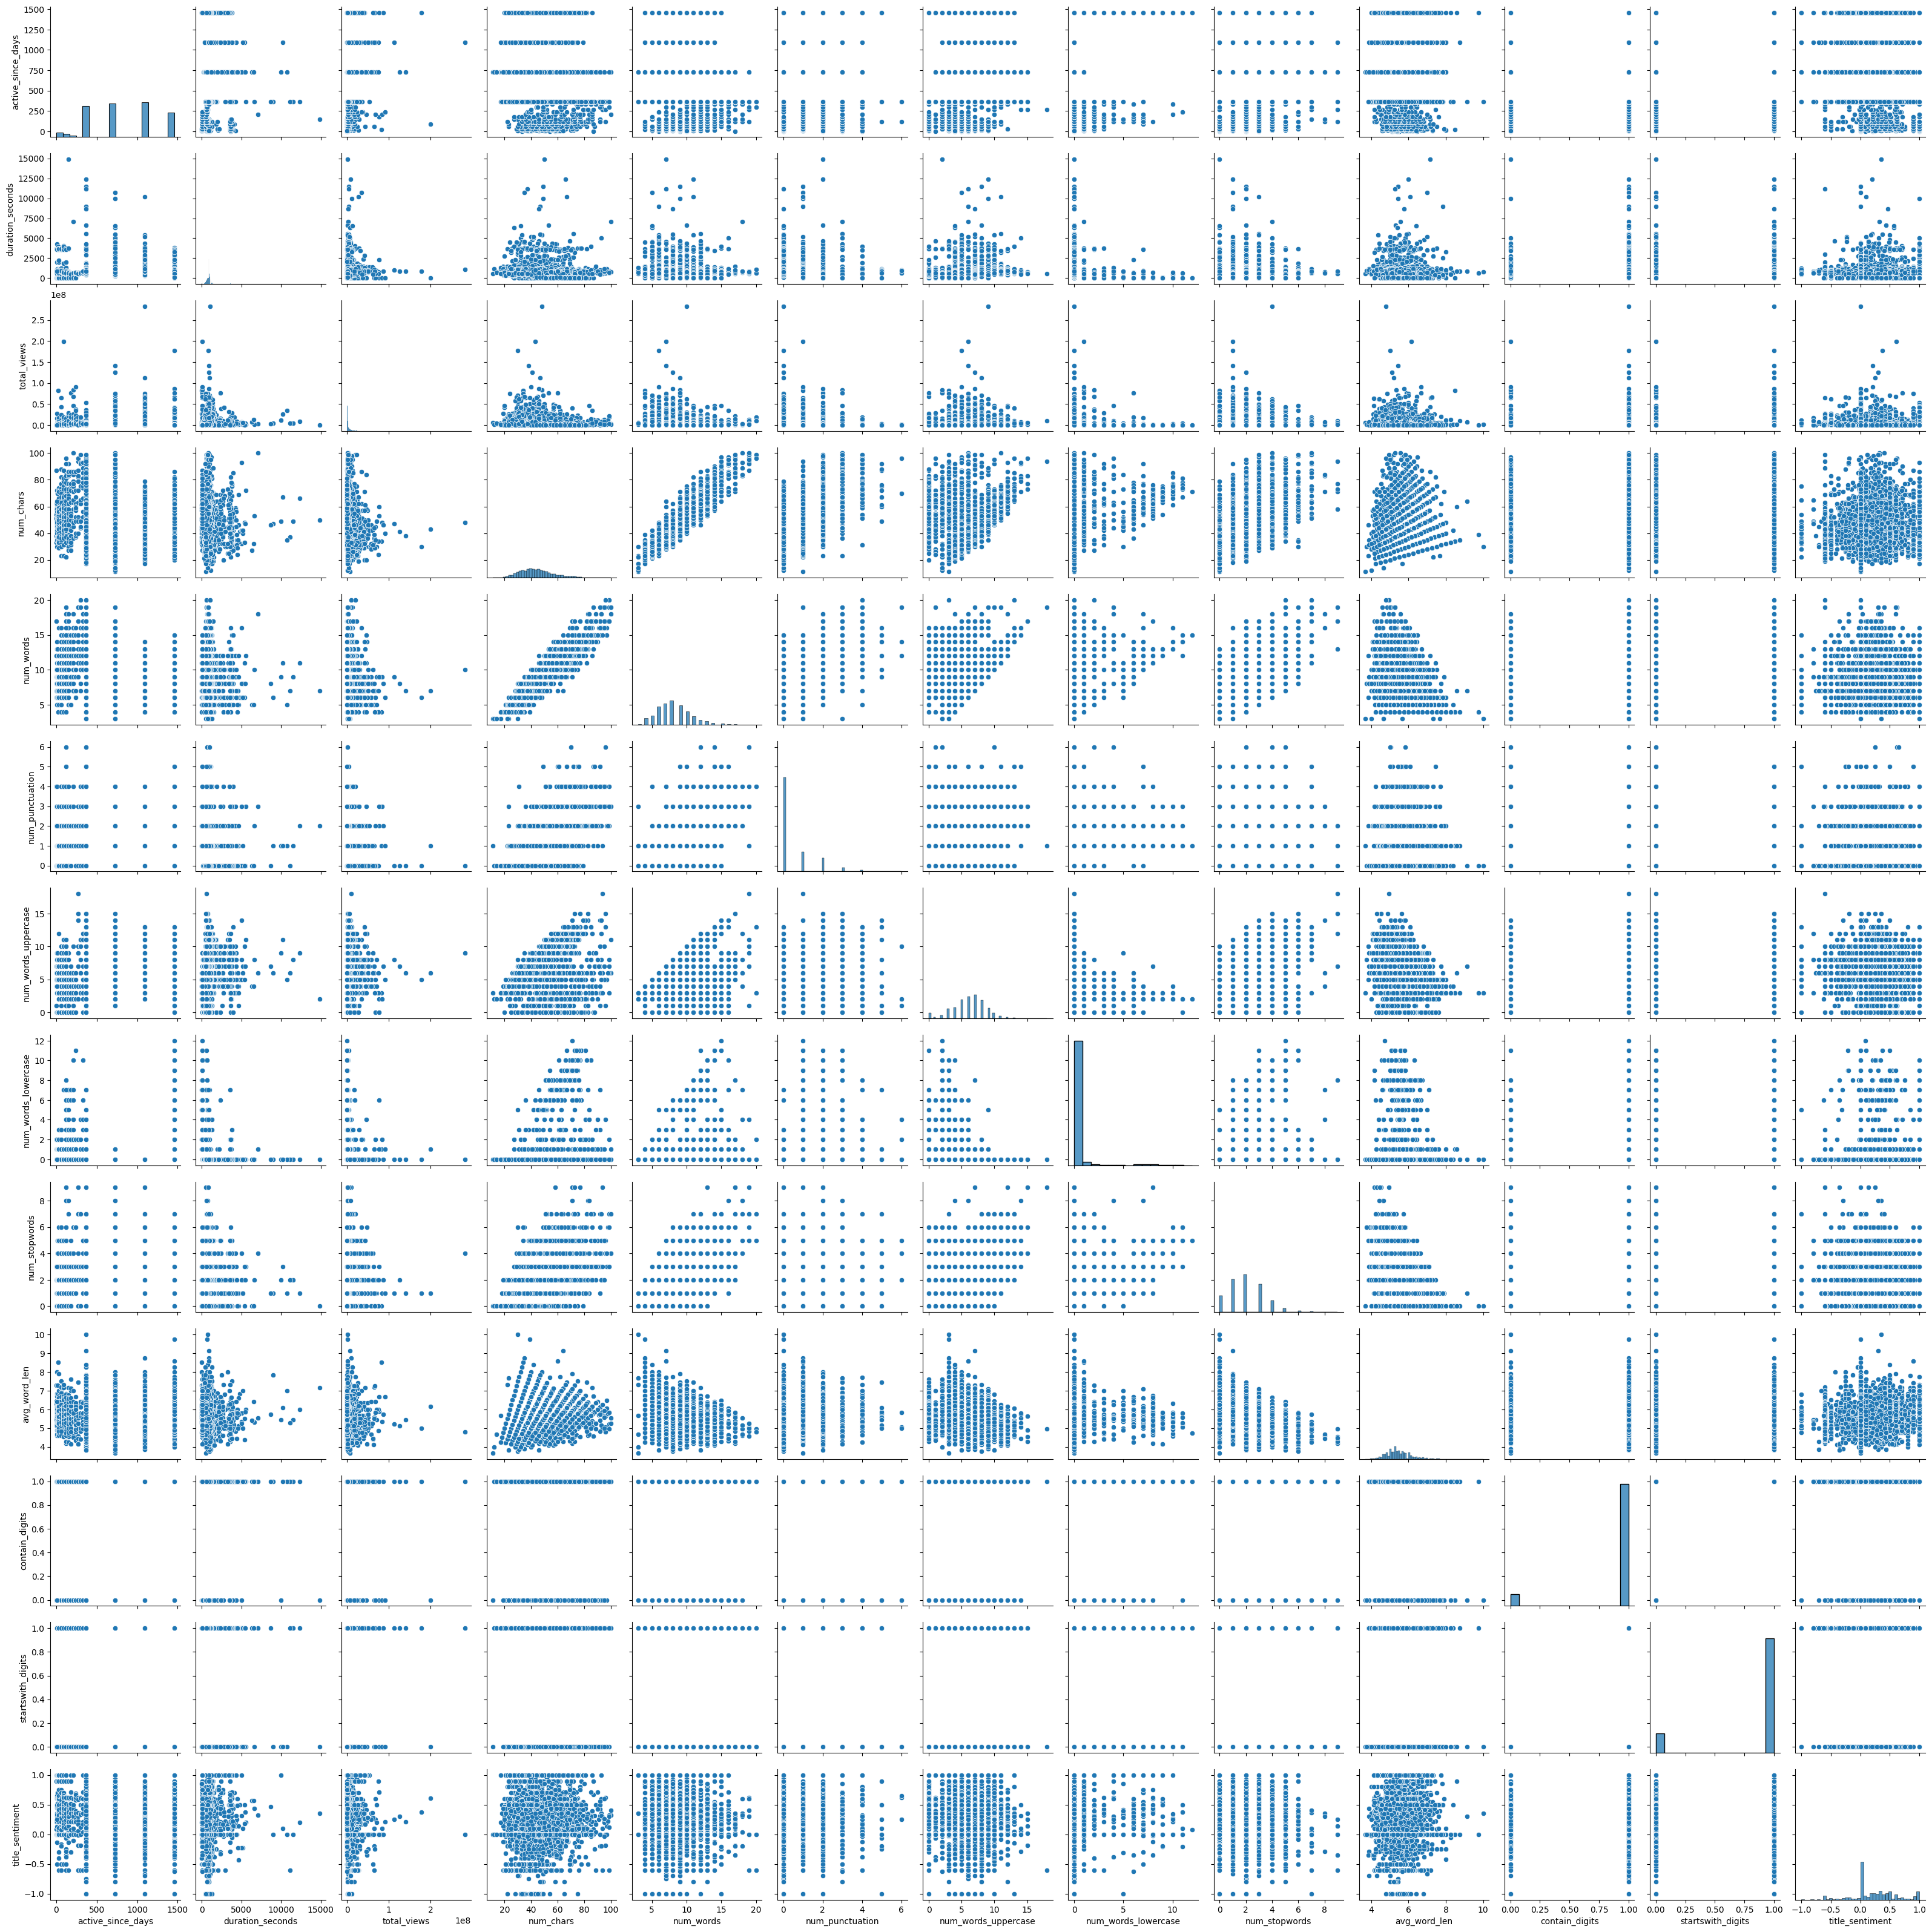 active_since_days
1500
1250
1000
750
500
250
0
duration_seconds
15000
12500
10000
7500
5000
2500
0
1e8
total_views
2.5
2.0
1.5
1.0
0.5
0.0
num_chars
100
80
60
40
20
num_words
20
15
10
5
num_punctuation
6
5
4
3
2
1
0
num_words_uppercase
15
10
5
0
num_words_lowercase
12
10
8
6
4
2
0
num_stopwords
8
6
4
2
0
avg_word_len
10
9
8
7
6
5
4
contain_digits
1.0
0.8
0.6
0.4
0.2
0.0
startswith_digits
1.0
0.8
0.6
0.4
0.2
0.0
title_sentiment
1.0
0.5
0.0
−0.5
−1.0
0 500 1000 1500
0 5000 10000 15000
0 1 2
1e8
20 40 60 80 100
5 10 15 20
0 2 4 6
0 5 10 15
0 5 10
0 2 4 6 8
4 6 8 10
0.00 0.25 0.50 0.75 1.00
0.00 0.25 0.50 0.75 1.00
−1.0 −0.5 0.0 0.5 1.0
active_since_days
duration_seconds
total_views
num_chars
num_words
num_punctuation
num_words_uppercase
num_words_lowercase
num_stopwords
avg_word_len
contain_digits
startswith_digits
title_sentiment